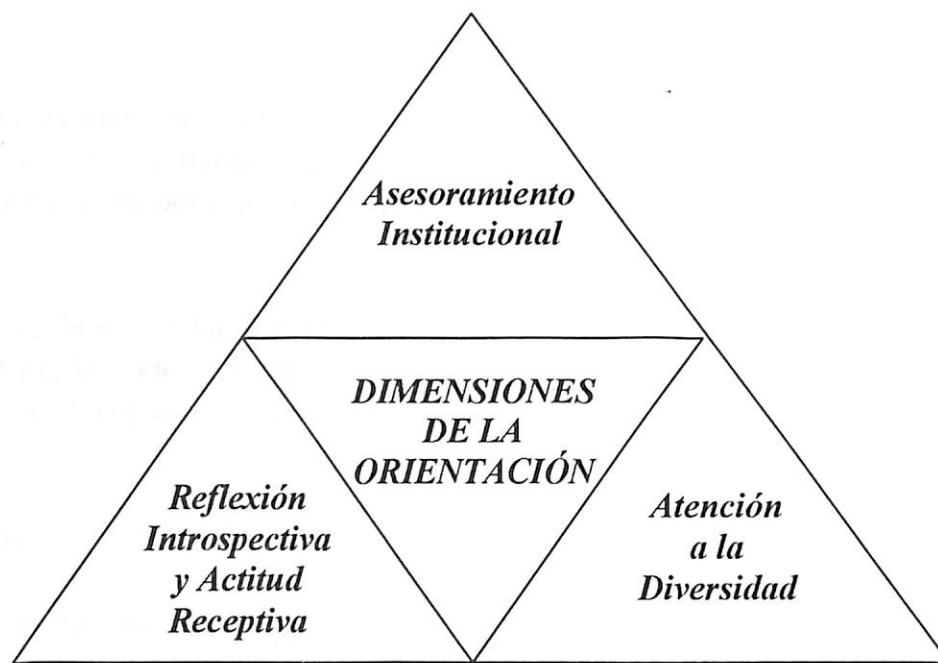 Asesoramiento
Institucional
DIMENSIONES
DE LA
ORIENTACIÓN
Reflexión
Introspectiva
y Actitud
Receptiva
Atención
a la
Diversidad